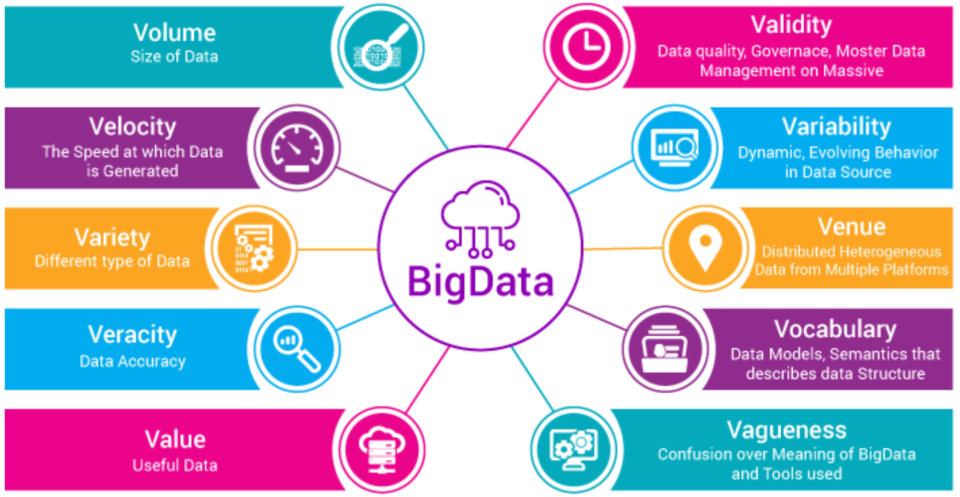 Volume
Size of Data
Velocity
The Speed at which Data
is Generated
Variety
Different type of Data
Veracity
Data Accuracy
Value
Useful Data
BigData
Validity
Data quality, Governace, Moster Data
Management on Massive
Variability
Dynamic, Evolving Behavior
in Data Source
Venue
Distributed Heterogeneous
Data from Multiple Platforms
Vocabulary
Data Models, Semantics that
describes data Structure
Vagueness
Confusion over Meaning of BigData
and Tools used